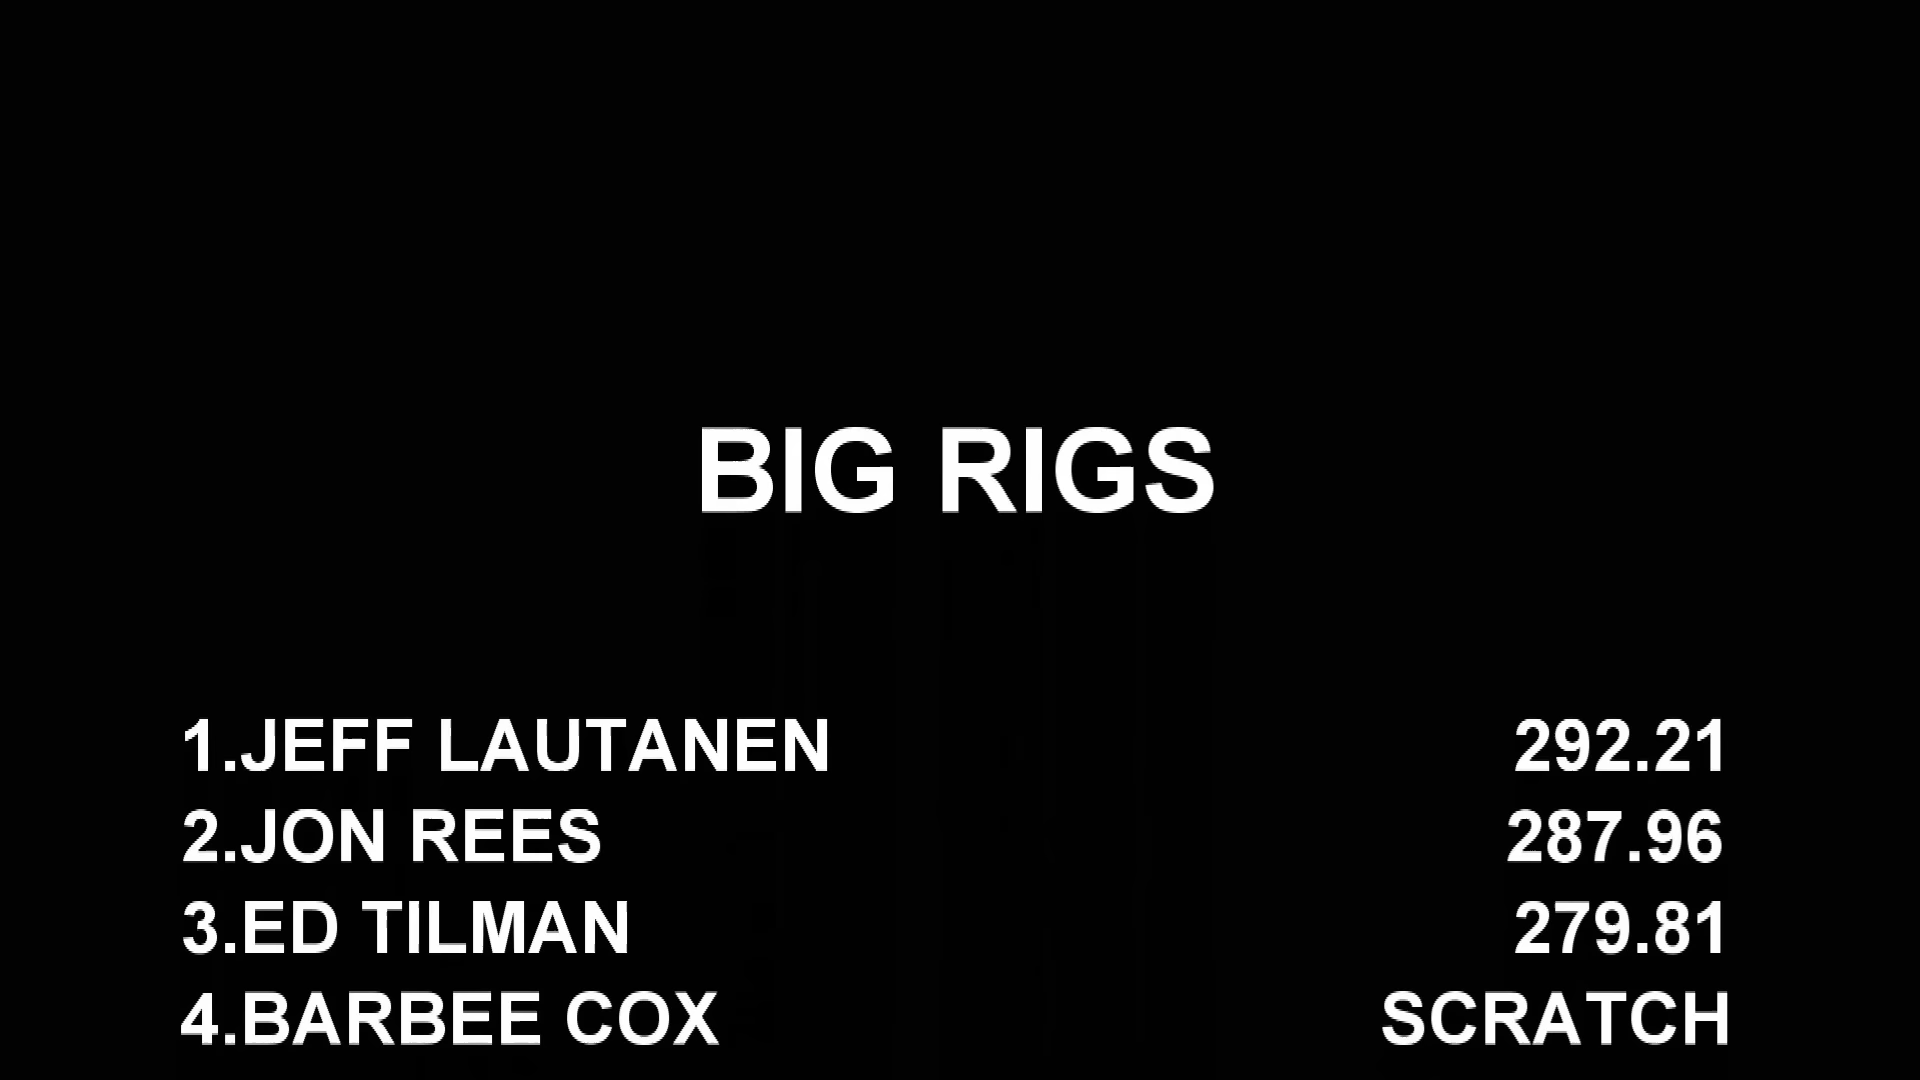 BIG RIGS
1.JEFF LAUTANEN 292.21
2.JON REES 287.96
3.ED TILMAN 279.81
4.BARBEE COX SCRATCH